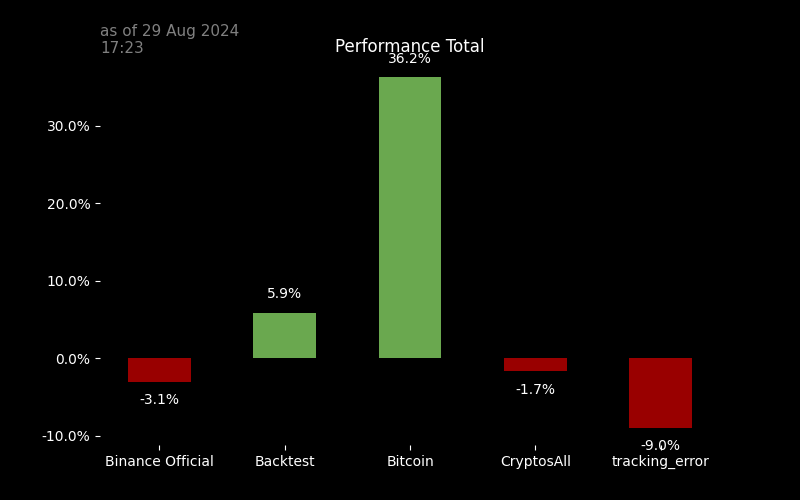 as of 29 Aug 2024
17:23
Performance Total
36.2%
30.0%
20.0%
10.0%
5.9%
0.0%
-3.1%
-1.7%
-10.0%
-9.0%
Binance Official
Backtest
Bitcoin
CryptosAll
tracking_error